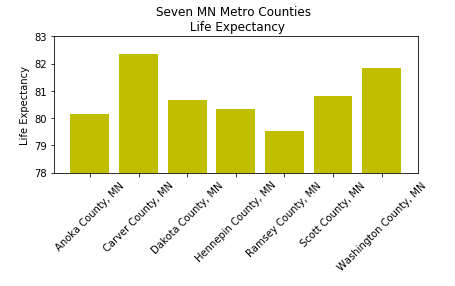 Seven MN Metro Counties
Life Expectancy
83
82
81
80
79
78
Life Expectancy
Anoka County, MN
Carver County, MN
Dakota County, MN
Hennepin County, MN
Ramsey County, MN
Scott County, MN
Washington County, MN